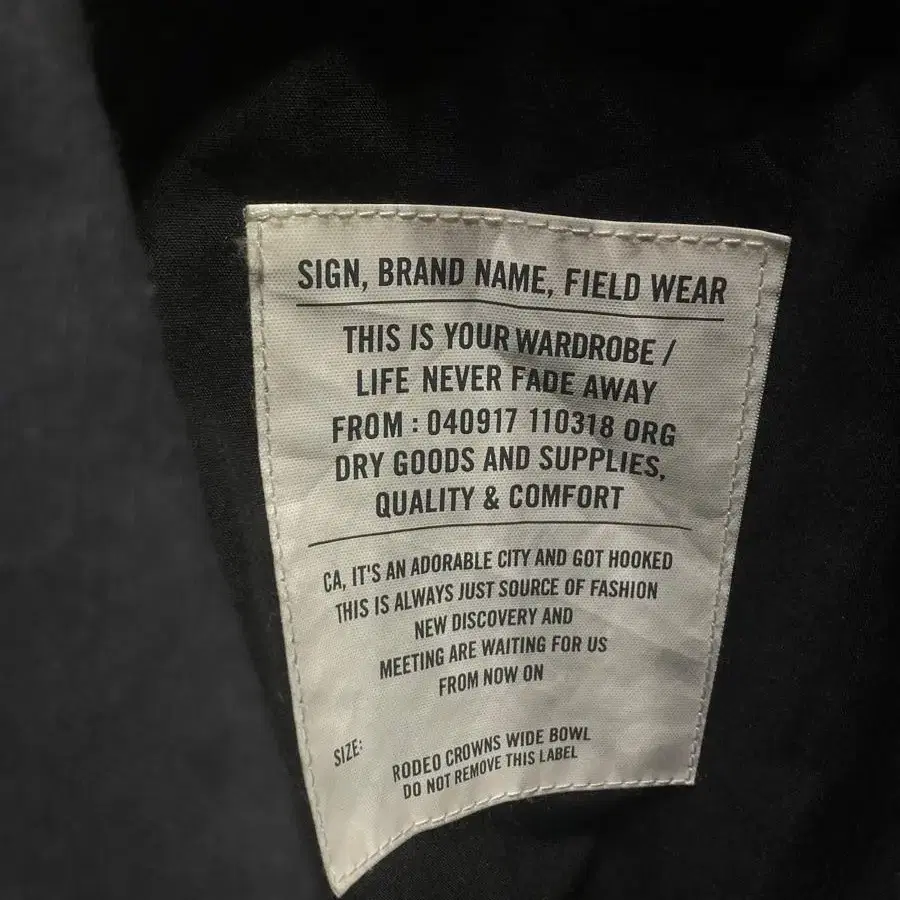 SIGN, BRAND NAME, FIELD WEAR
THIS IS YOUR WARDROBE /
LIFE NEVER FADE AWAY
FROM : 040917 110318 ORG
DRY GOODS AND SUPPLIES,
QUALITY & COMFORT
CA, IT'S AN ADORABLE CITY AND GOT HOOKED
THIS IS ALWAYS JUST SOURCE OF FASHION
NEW DISCOVERY AND
MEETING ARE WAITING FOR US
FROM NOW ON
SIZE:
RODEO CROWNS WIDE BOWL
DO NOT REMOVE THIS LABEL